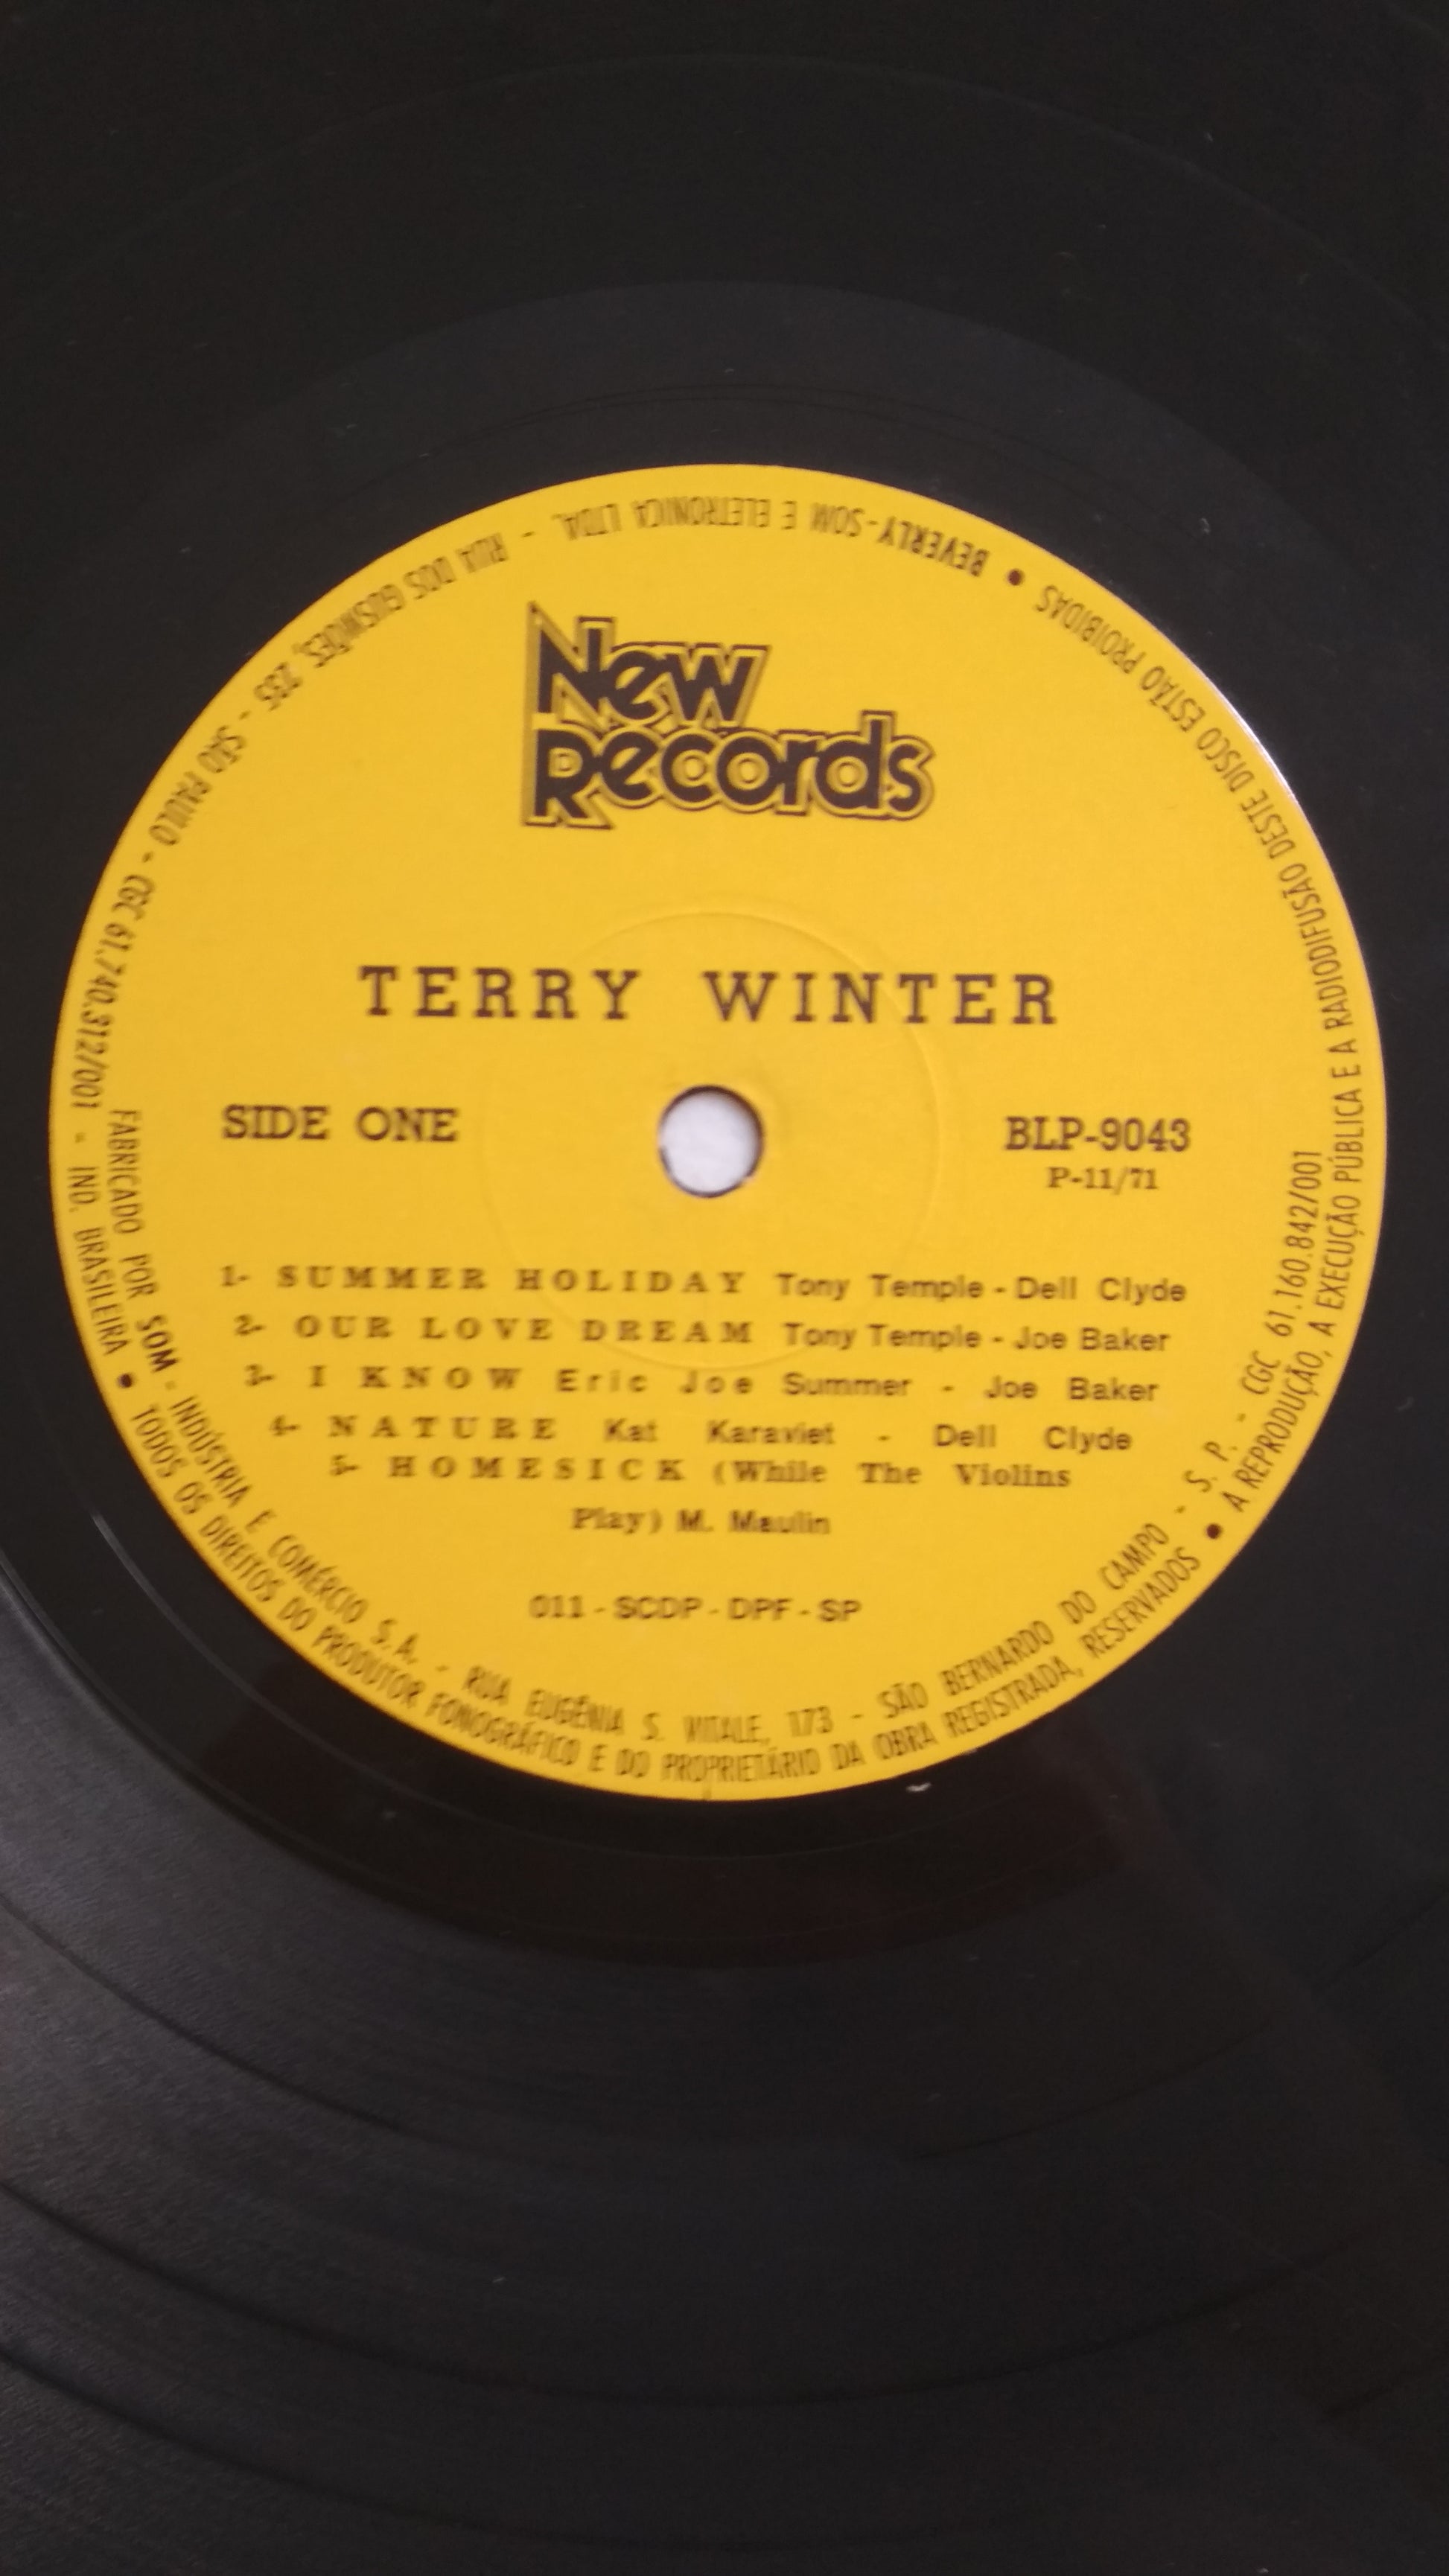 New
Records
TERRY WINTER
SIDE ONE
BLP-9043
P-11/71
1- SUMMER HOLIDAY Tony Temple - Dell Clyde
2- OUR LOVE DREAM Tony Temple - Joe Baker
3- I KNOW Eric Joe Summer - Joe Baker
4- NATURE Kat Karaviet - Dell Clyde
5- HOMESICK (While The Violins
Play) M. Maulin
011 - SCDP - DPF - SP
BEVERLY - SOM E ELETRÔNICA LTDA. - RUA DOS GUSMÕES, 235 - SÃO PAULO - CGC 61.740.312/001 - IND. BRASILEIRA • TODOS OS DIREITOS DO PRODUTOR FONOGRÁFICO E DO PROPRIETÁRIO DA OBRA REGISTRADA, RESERVADOS • A REPRODUÇÃO, A EXECUÇÃO PÚBLICA E A RADIODIFUSÃO DESTE DISCO ESTÃO PROIBIDAS •
FABRICADO POR SOM - INDÚSTRIA E COMÉRCIO S.A. - RUA EUGÊNIA S. VITALE, 173 - SÃO BERNARDO DO CAMPO - S. P. - CGC 61.160.842/001